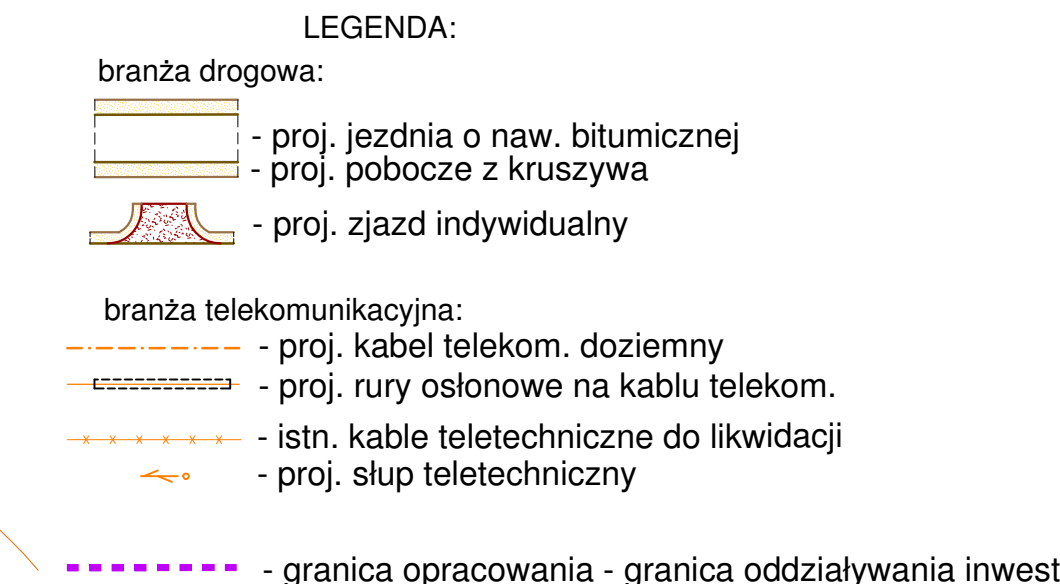 LEGENDA:
branża drogowa:
- proj. jezdnia o naw. bitumicznej
- proj. pobocze z kruszywa
- proj. zjazd indywidualny
branża telekomunikacyjna:
- proj. kabel telekom. doziemny
- proj. rury osłonowe na kablu telekom.
- istn. kable teletechniczne do likwidacji
- proj. słup teletechniczny
- granica opracowania - granica oddziaływania inwest